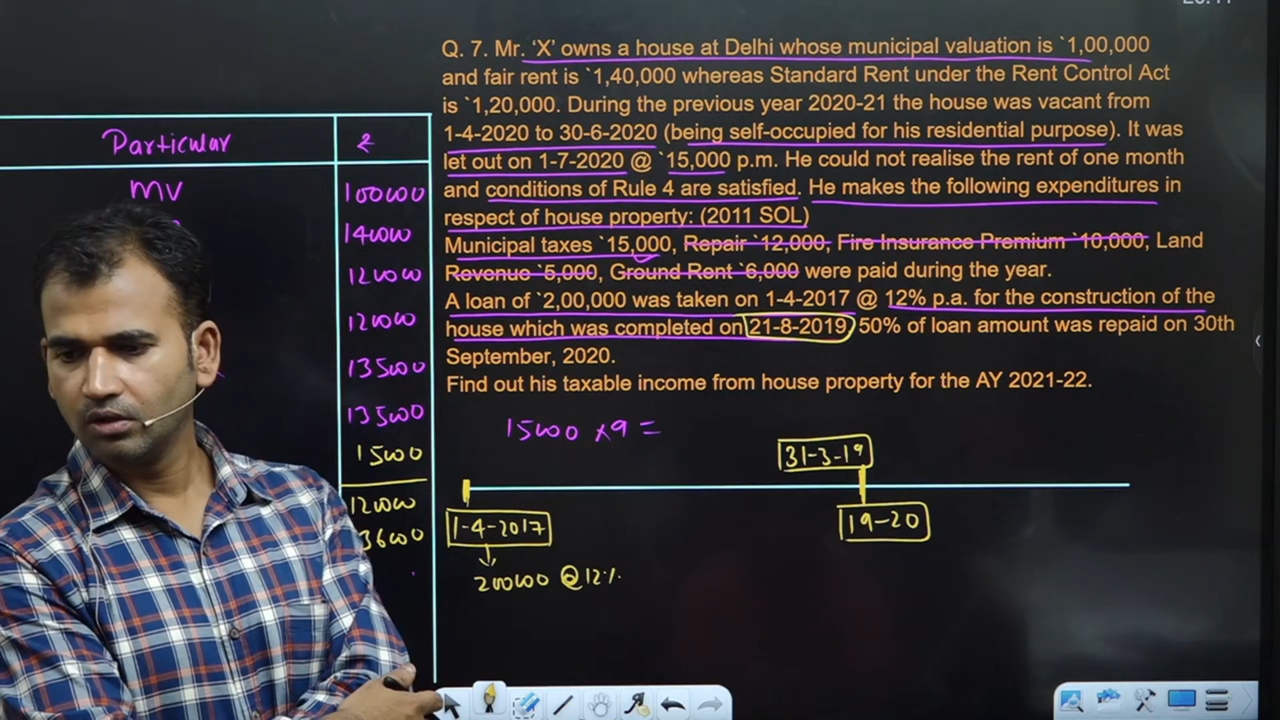 Q. 7. Mr. ‘X’ owns a house at Delhi whose municipal valuation is `1,00,000
and fair rent is `1,40,000 whereas Standard Rent under the Rent Control Act
is `1,20,000. During the previous year 2020-21 the house was vacant from
1-4-2020 to 30-6-2020 (being self-occupied for his residential purpose). It was
let out on 1-7-2020 @ `15,000 p.m. He could not realise the rent of one month
and conditions of Rule 4 are satisfied. He makes the following expenditures in
respect of house property: (2011 SOL)
Municipal taxes `15,000, Repair `12,000, Fire Insurance Premium `10,000, Land
Revenue `5,000, Ground Rent `6,000 were paid during the year.
A loan of `2,00,000 was taken on 1-4-2017 @ 12% p.a. for the construction of the
house which was completed on 21-8-2019 50% of loan amount was repaid on 30th
September, 2020.
Find out his taxable income from house property for the AY 2021-22.
Particular ₹
MV 100000
140000
120000
120000
135000
135000
15000
120000
36000
15000 x 9 =
31-3-19
1-4-2017
19-20
200000 @ 12%